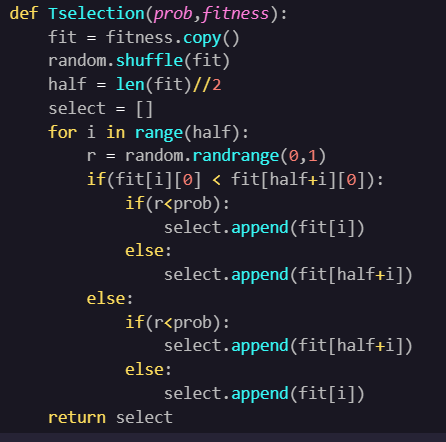 def Tselection(prob,fitness):
    fit = fitness.copy()
    random.shuffle(fit)
    half = len(fit)//2
    select = []
    for i in range(half):
        r = random.randrange(0,1)
        if(fit[i][0] < fit[half+i][0]):
            if(r<prob):
                select.append(fit[i])
            else:
                select.append(fit[half+i])
        else:
            if(r<prob):
                select.append(fit[half+i])
            else:
                select.append(fit[i])
    return select